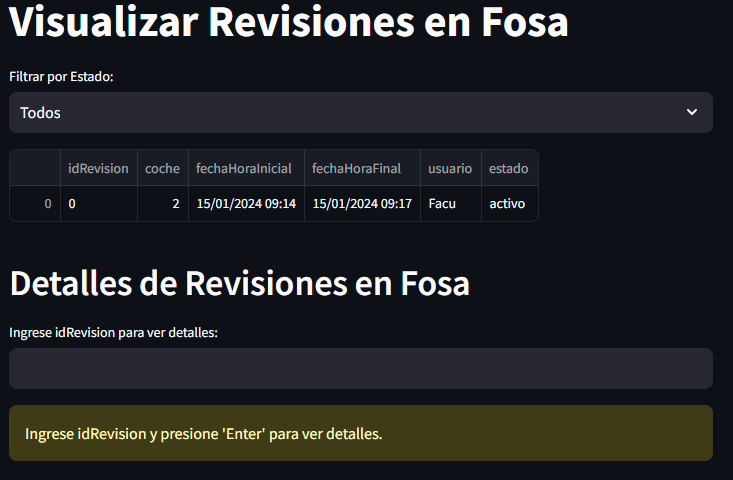 Visualizar Revisiones en Fosa
Filtrar por Estado:
Todos
idRevision coche fechaHoraInicial fechaHoraFinal usuario estado
0 0 2 15/01/2024 09:14 15/01/2024 09:17 Facu activo
Detalles de Revisiones en Fosa
Ingrese idRevision para ver detalles:
Ingrese idRevision y presione 'Enter' para ver detalles.